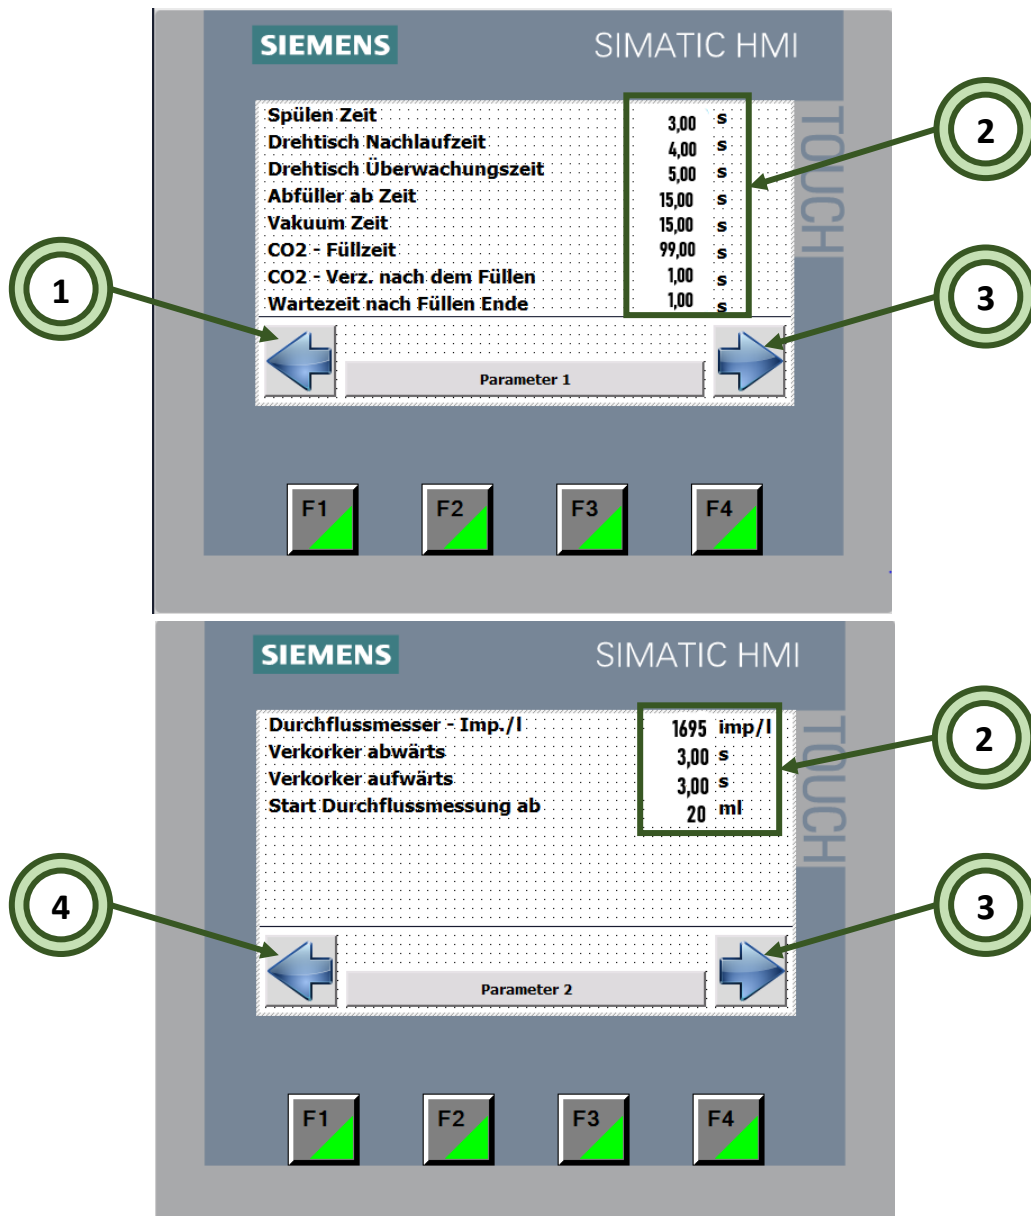 SIEMENS SIMATIC HMI
TOUCH
Spülen Zeit 3,00 s
Drehtisch Nachlaufzeit 4,00 s
Drehtisch Überwachungszeit 5,00 s
Abfüller ab Zeit 15,00 s
Vakuum Zeit 15,00 s
CO2 - Füllzeit 99,00 s
CO2 - Verz. nach dem Füllen 1,00 s
Wartezeit nach Füllen Ende 1,00 s
2
1
3
Parameter 1
F1 F2 F3 F4
SIEMENS SIMATIC HMI
TOUCH
Durchflussmesser - Imp./l 1695 imp/l
Verkorker abwärts 3,00 s
Verkorker aufwärts 3,00 s
Start Durchflussmessung ab 20 ml
2
4
3
Parameter 2
F1 F2 F3 F4